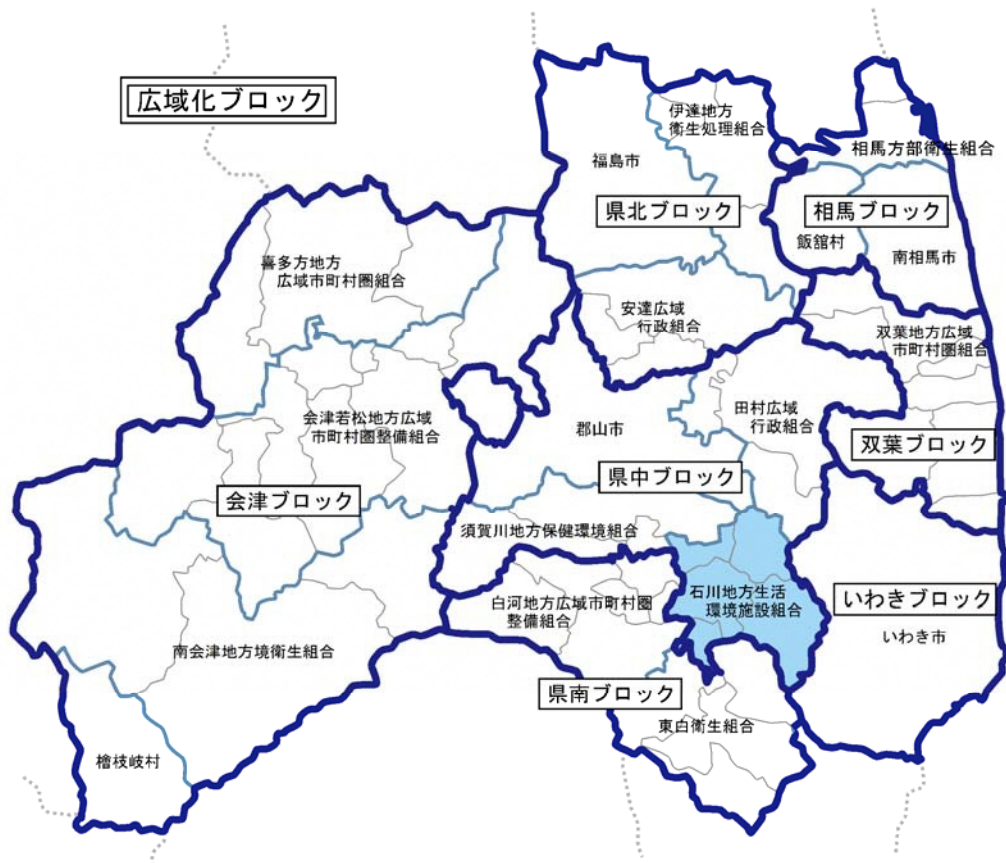 広域化ブロック
伊達地方
衛生処理組合
福島市
相馬方部衛生組合
県北ブロック
相馬ブロック
飯舘村
南相馬市
喜多方地方
広域市町村圏組合
安達広域
行政組合
双葉地方広域
市町村圏組合
会津若松地方広域
市町村圏整備組合
田村広域
行政組合
郡山市
双葉ブロック
県中ブロック
会津ブロック
須賀川地方保健環境組合
石川地方生活
環境施設組合
白河地方広域市町村圏
整備組合
いわきブロック
いわき市
南会津地方環衛生組合
県南ブロック
東白衛生組合
檜枝岐村